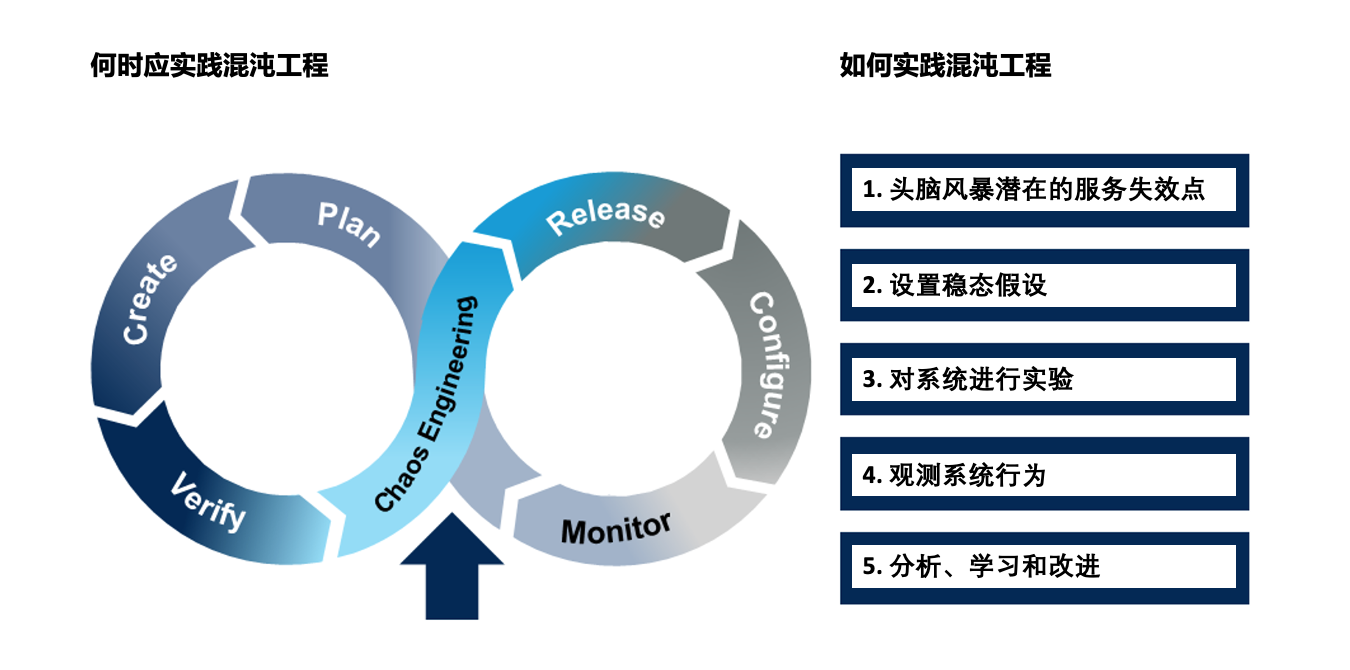 何时应实践混沌工程
Plan
Create
Verify
Chaos Engineering
Release
Configure
Monitor
如何实践混沌工程
1. 头脑风暴潜在的服务失效点
2. 设置稳态假设
3. 对系统进行实验
4. 观测系统行为
5. 分析、学习和改进